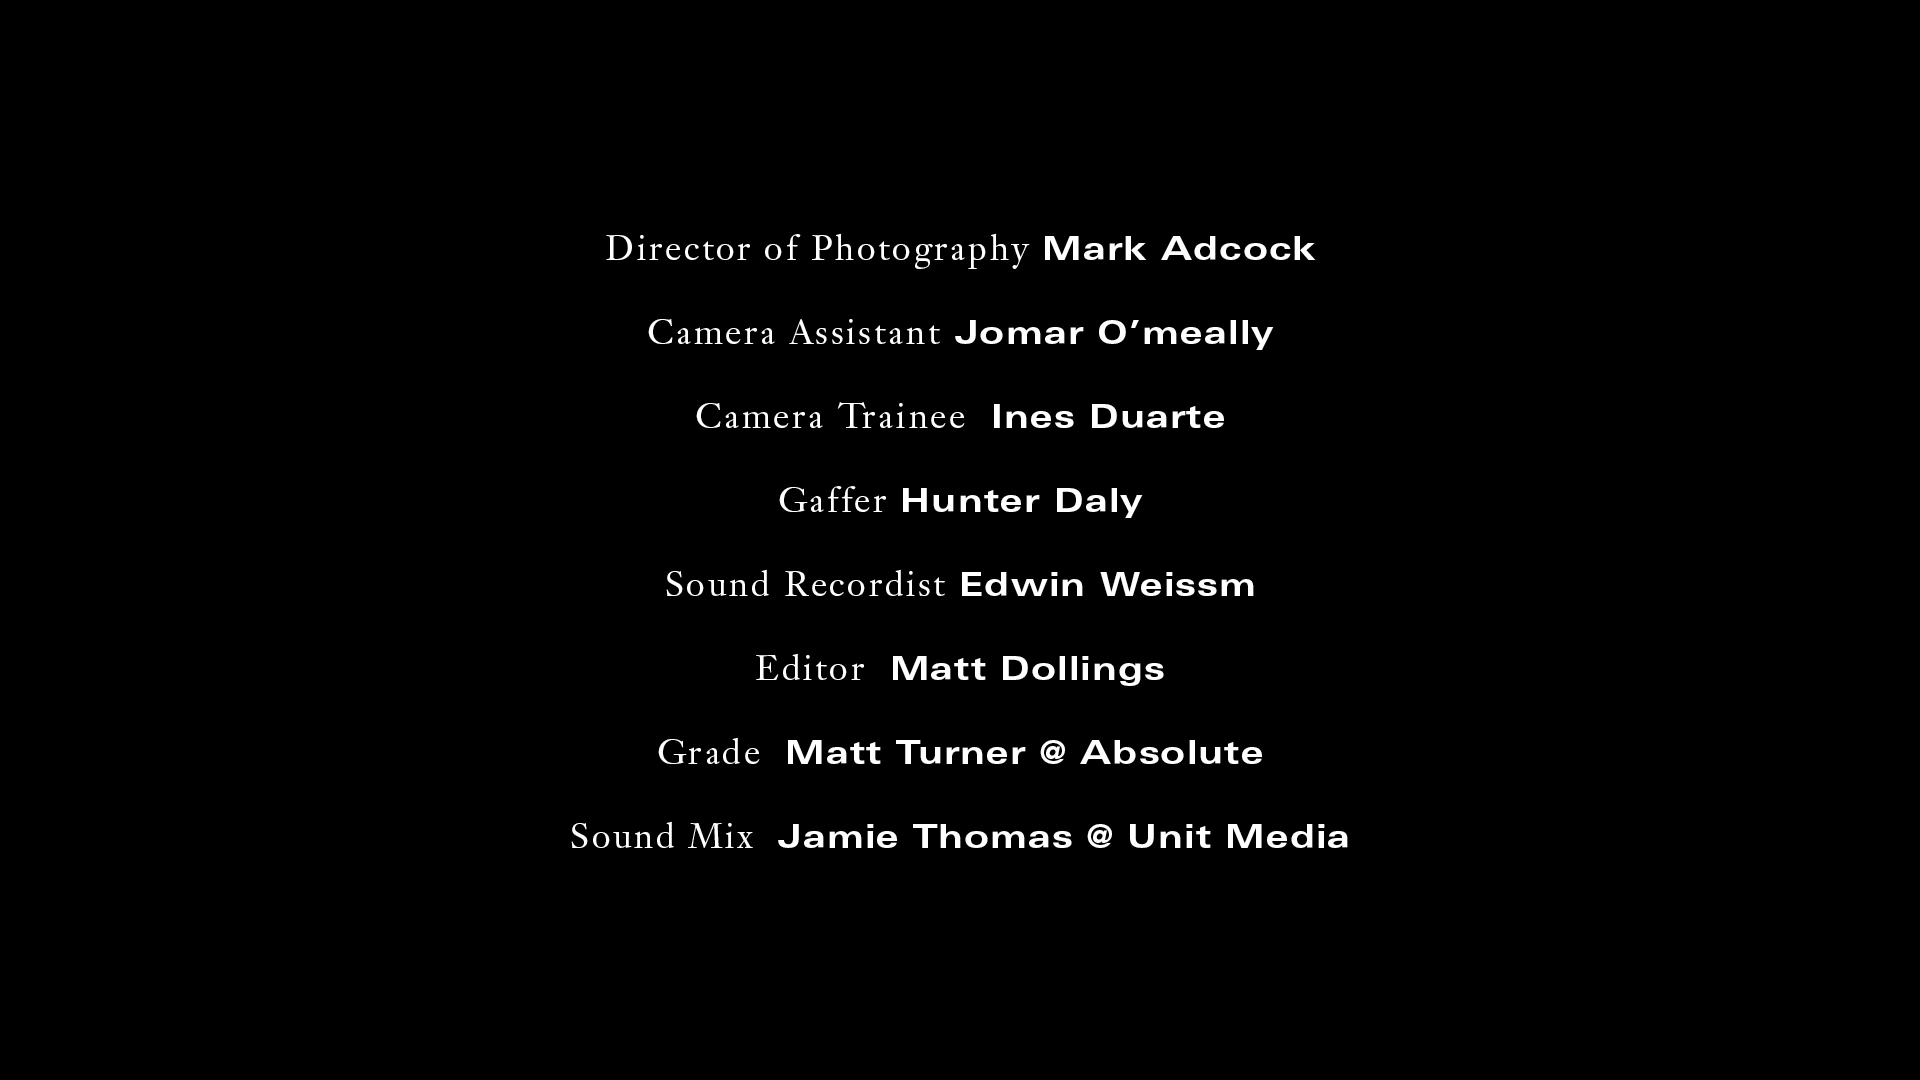 Director of Photography Mark Adcock
Camera Assistant Jomar O’meally
Camera Trainee Ines Duarte
Gaffer Hunter Daly
Sound Recordist Edwin Weissm
Editor Matt Dollings
Grade Matt Turner @ Absolute
Sound Mix Jamie Thomas @ Unit Media